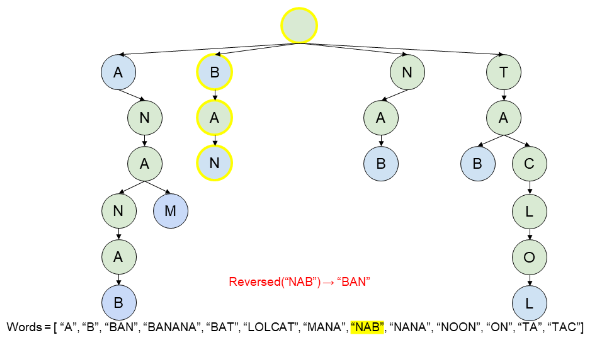 A B N T
N A A A
A N B B C
N M L
A O
B L
Reversed(“NAB”) → “BAN”
Words = [ “A”, “B”, “BAN”, “BANANA”, “BAT”, “LOLCAT”, “MANA”, “NAB”, “NANA”, “NOON”, “ON”, “TA”, “TAC”]